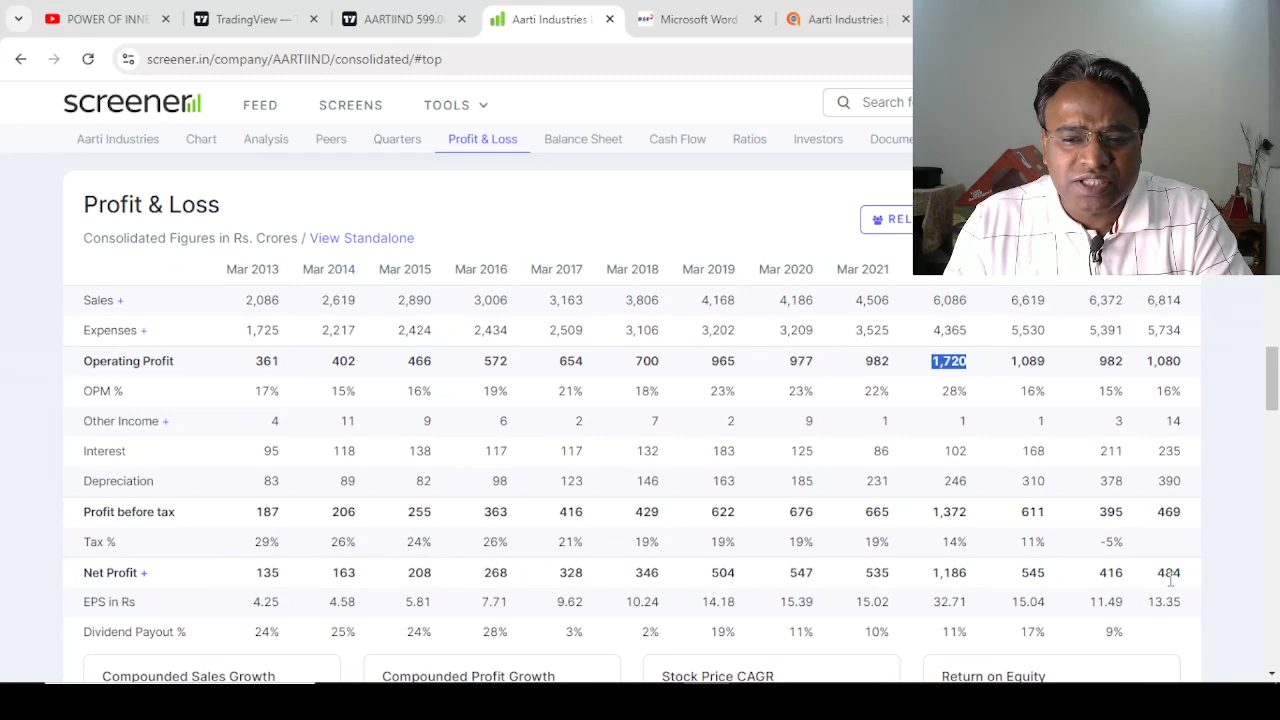 POWER OF INNE
TradingView — T
AARTIIND 599.0
Aarti Industries
Microsoft Word
Aarti Industries
screener.in/company/AARTIIND/consolidated/#top
screener
FEED
SCREENS
TOOLS
Search f
Aarti Industries
Chart
Analysis
Peers
Quarters
Profit & Loss
Balance Sheet
Cash Flow
Ratios
Investors
Docume
Profit & Loss
REL
Consolidated Figures in Rs. Crores / View Standalone
Mar 2013 Mar 2014 Mar 2015 Mar 2016 Mar 2017 Mar 2018 Mar 2019 Mar 2020 Mar 2021
Sales + 2,086 2,619 2,890 3,006 3,163 3,806 4,168 4,186 4,506 6,086 6,619 6,372 6,814
Expenses + 1,725 2,217 2,424 2,434 2,509 3,106 3,202 3,209 3,525 4,365 5,530 5,391 5,734
Operating Profit 361 402 466 572 654 700 965 977 982 1,720 1,089 982 1,080
OPM % 17% 15% 16% 19% 21% 18% 23% 23% 22% 28% 16% 15% 16%
Other Income + 4 11 9 6 2 7 2 9 1 1 1 3 14
Interest 95 118 138 117 117 132 183 125 86 102 168 211 235
Depreciation 83 89 82 98 123 146 163 185 231 246 310 378 390
Profit before tax 187 206 255 363 416 429 622 676 665 1,372 611 395 469
Tax % 29% 26% 24% 26% 21% 19% 19% 19% 19% 14% 11% -5%
Net Profit + 135 163 208 268 328 346 504 547 535 1,186 545 416 484
EPS in Rs 4.25 4.58 5.81 7.71 9.62 10.24 14.18 15.39 15.02 32.71 15.04 11.49 13.35
Dividend Payout % 24% 25% 24% 28% 3% 2% 19% 11% 10% 11% 17% 9%
Compounded Sales Growth
Compounded Profit Growth
Stock Price CAGR
Return on Equity